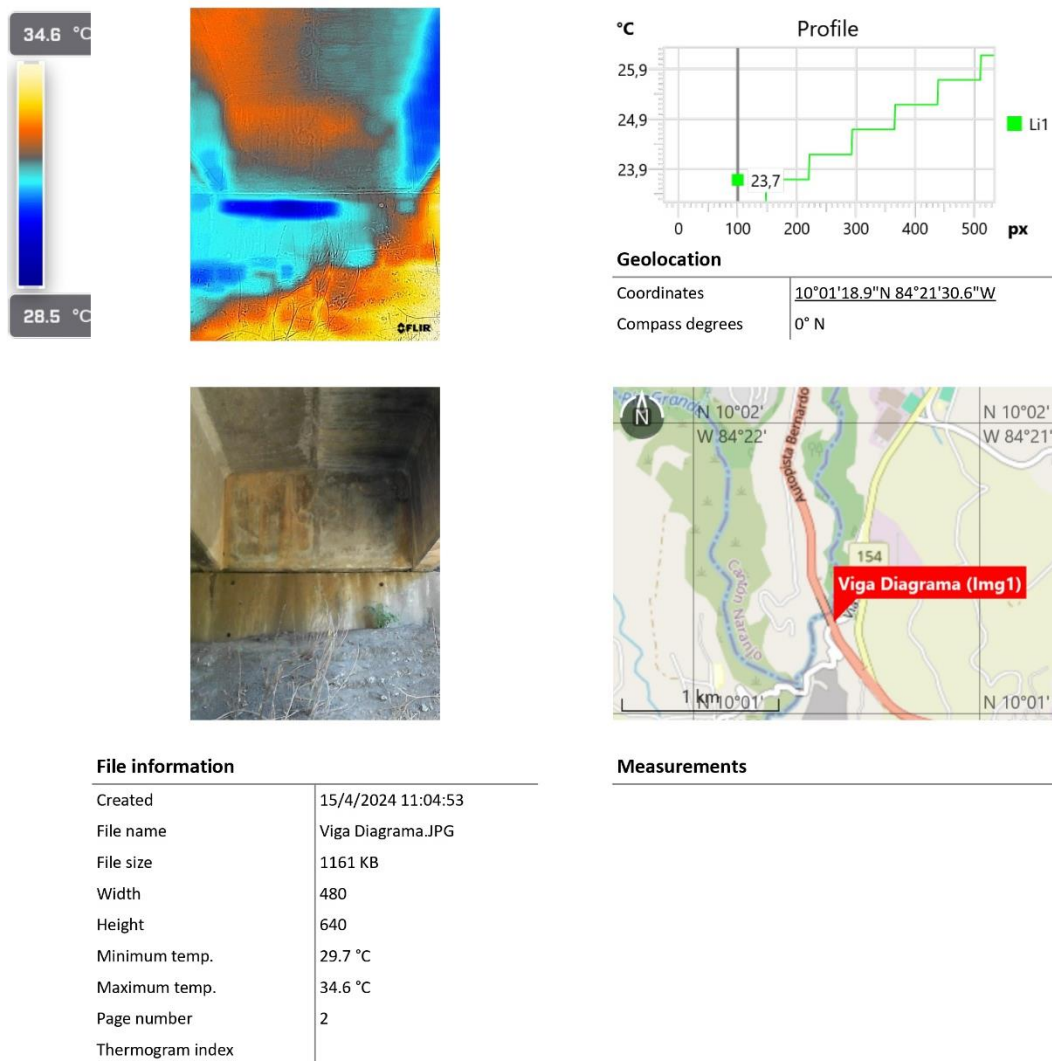 34.6 °C
28.5 °C
FLIR
°C
Profile
25,9
24,9
23,9
23,7
Li1
0
100
200
300
400
500
px
Geolocation
Coordinates 10°01'18.9"N 84°21'30.6"W
Compass degrees 0° N
N
N 10°02'
W 84°22'
N 10°02'
W 84°21'
Autopista Bernardo
154
Cantón Naranjo
Viga Diagrama (Img1)
1 km
N 10°01'
N 10°01'
File information
Created 15/4/2024 11:04:53
File name Viga Diagrama.JPG
File size 1161 KB
Width 480
Height 640
Minimum temp. 29.7 °C
Maximum temp. 34.6 °C
Page number 2
Thermogram index
Measurements